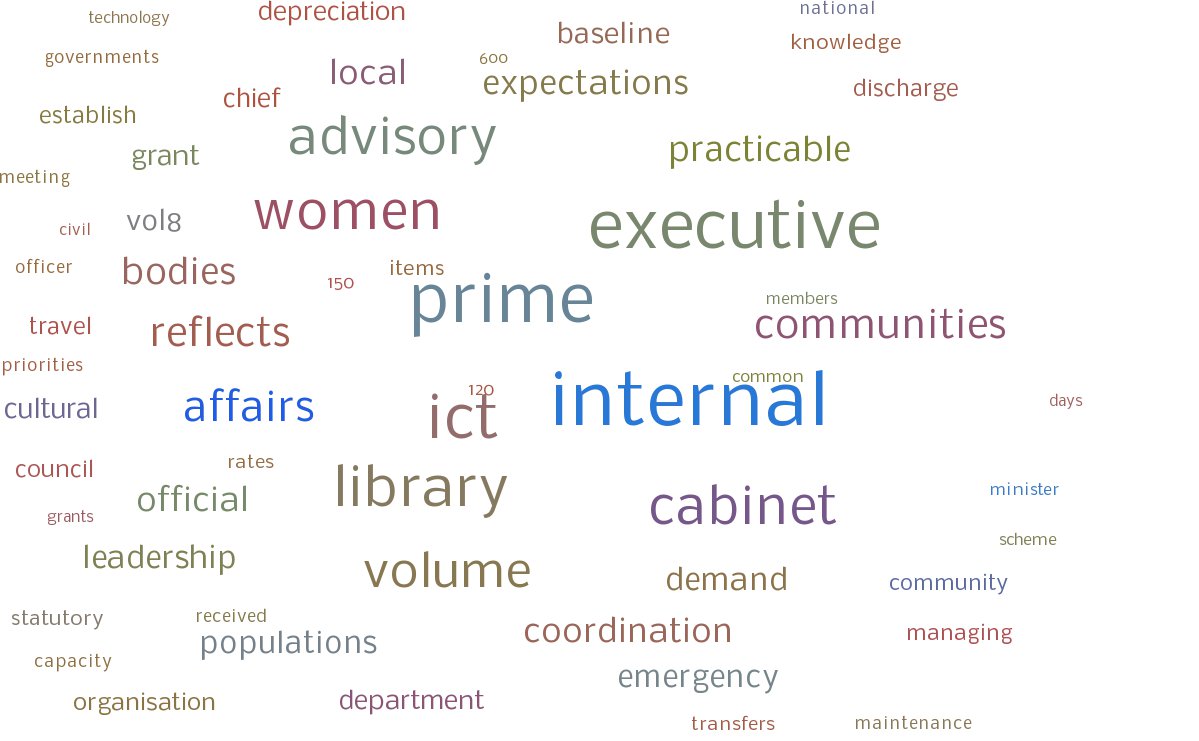 technology
depreciation
national
governments
baseline
knowledge
local
600
expectations
discharge
chief
establish
advisory
practicable
grant
meeting
women
executive
vol8
civil
officer
bodies
items
150
prime
members
communities
travel
reflects
priorities
common
internal
120
ict
affairs
cultural
days
council
rates
library
official
cabinet
minister
grants
scheme
leadership
volume
demand
community
statutory
received
populations
coordination
managing
capacity
emergency
organisation
department
transfers
maintenance